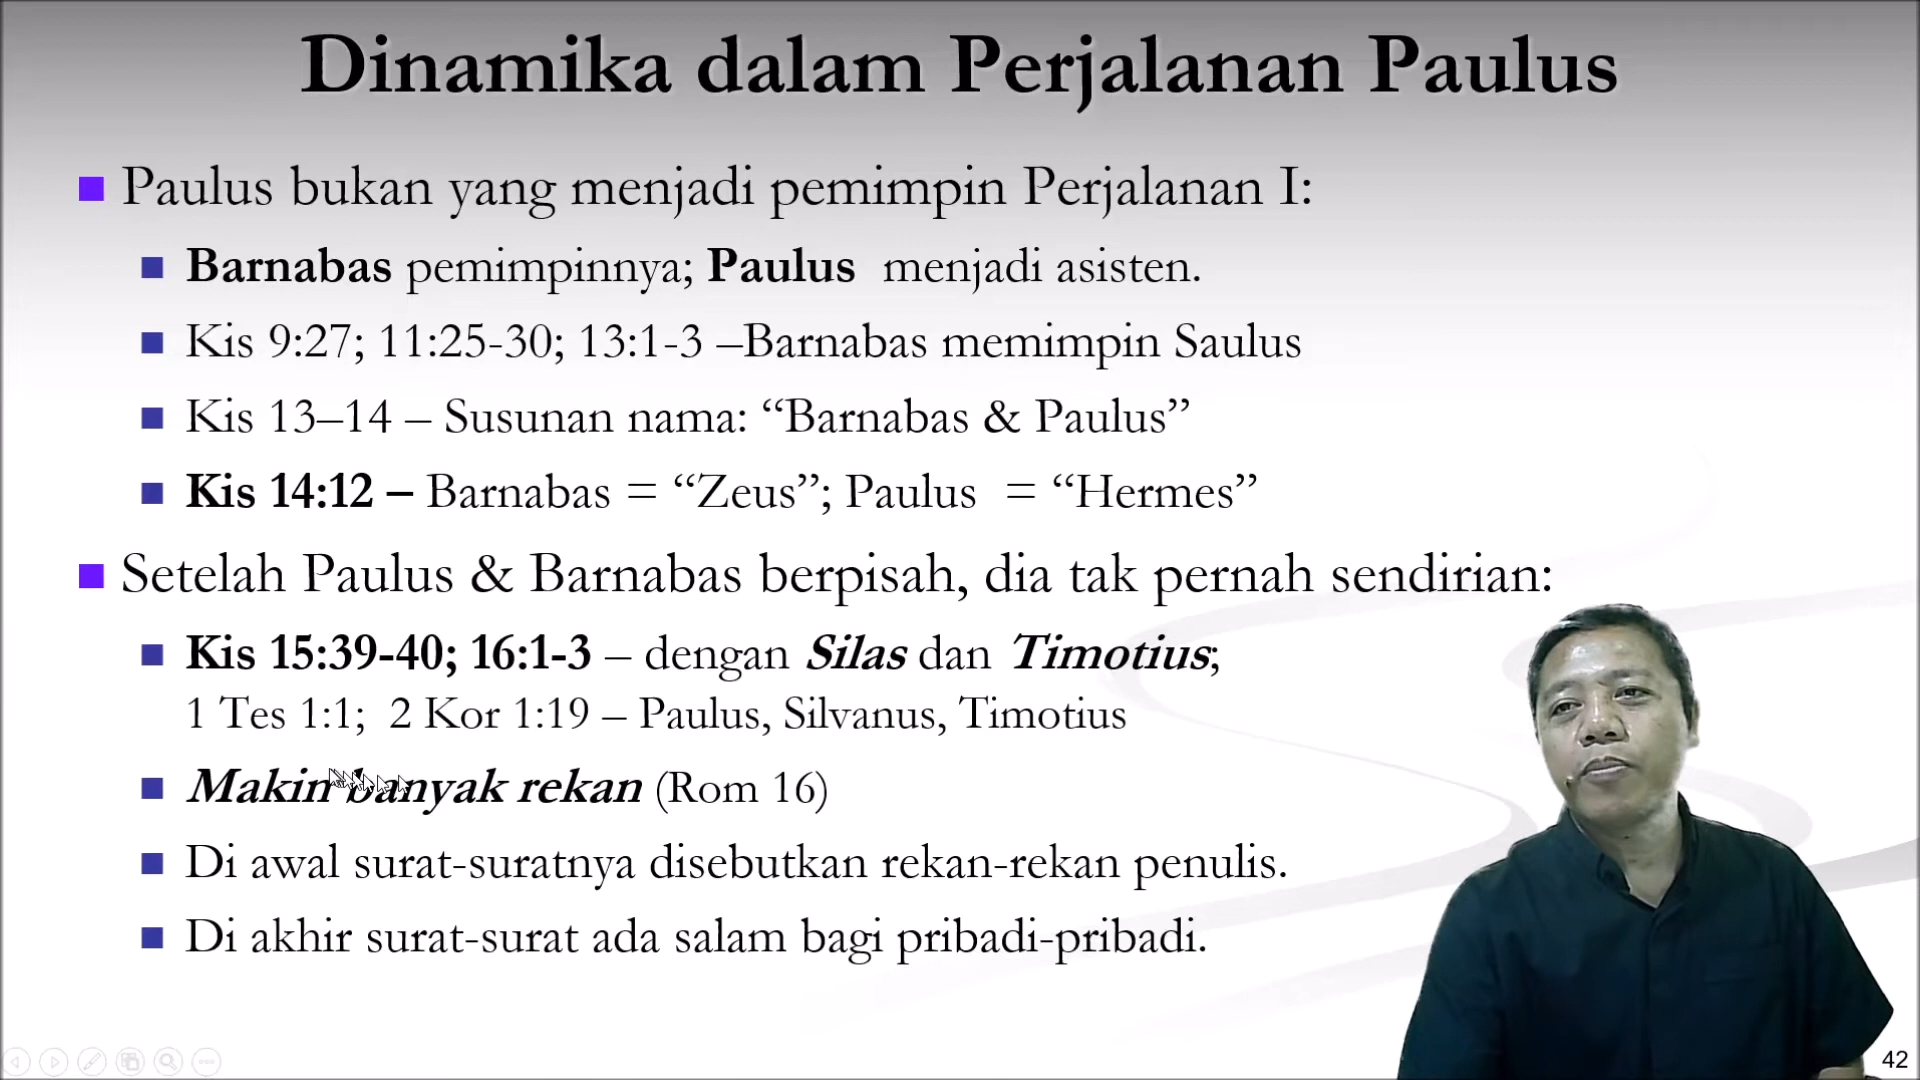 Dinamika dalam Perjalanan Paulus
Paulus bukan yang menjadi pemimpin Perjalanan I:
Barnabas pemimpinnya; Paulus menjadi asisten.
Kis 9:27; 11:25-30; 13:1-3 –Barnabas memimpin Saulus
Kis 13–14 – Susunan nama: “Barnabas & Paulus”
Kis 14:12 – Barnabas = “Zeus”; Paulus = “Hermes”
Setelah Paulus & Barnabas berpisah, dia tak pernah sendirian:
Kis 15:39-40; 16:1-3 – dengan Silas dan Timotius;
1 Tes 1:1; 2 Kor 1:19 – Paulus, Silvanus, Timotius
Makin banyak rekan (Rom 16)
Di awal surat-suratnya disebutkan rekan-rekan penulis.
Di akhir surat-surat ada salam bagi pribadi-pribadi.
42